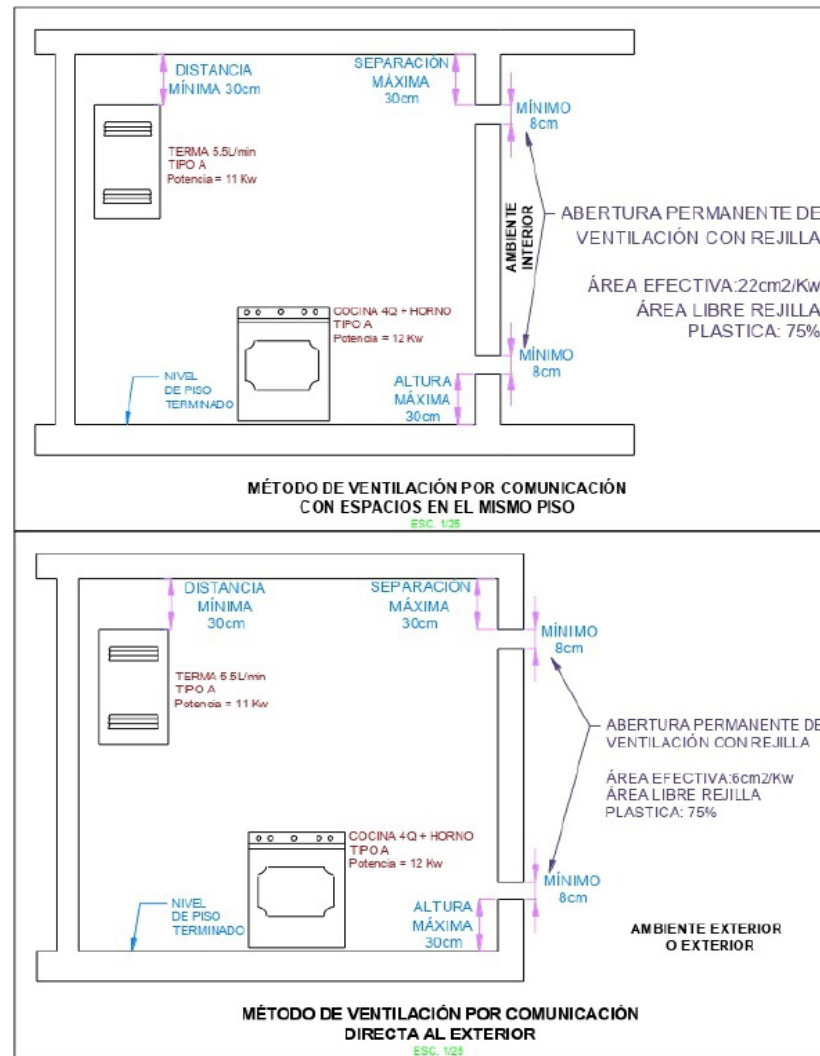 DISTANCIA
MÍNIMA 30cm
SEPARACIÓN
MÁXIMA
30cm
MÍNIMO
8cm
TERMA 5.5L/min
TIPO A
Potencia = 11 Kw
AMBIENTE
INTERIOR
ABERTURA PERMANENTE DE
VENTILACIÓN CON REJILLA
ÁREA EFECTIVA:22cm2/Kw
ÁREA LIBRE REJILLA
PLASTICA: 75%
COCINA 4Q + HORNO
TIPO A
Potencia = 12 Kw
MÍNIMO
8cm
NIVEL
DE PISO
TERMINADO
ALTURA
MÁXIMA
30cm
MÉTODO DE VENTILACIÓN POR COMUNICACIÓN
CON ESPACIOS EN EL MISMO PISO
ESC. 1/25
DISTANCIA
MÍNIMA
30cm
SEPARACIÓN
MÁXIMA
30cm
MÍNIMO
8cm
TERMA 5.5L/min
TIPO A
Potencia = 11 Kw
ABERTURA PERMANENTE DE
VENTILACIÓN CON REJILLA
ÁREA EFECTIVA:6cm2/Kw
ÁREA LIBRE REJILLA
PLASTICA: 75%
COCINA 4Q + HORNO
TIPO A
Potencia = 12 Kw
MÍNIMO
8cm
NIVEL
DE PISO
TERMINADO
ALTURA
MÁXIMA
30cm
AMBIENTE EXTERIOR
O EXTERIOR
MÉTODO DE VENTILACIÓN POR COMUNICACIÓN
DIRECTA AL EXTERIOR
ESC. 1/25